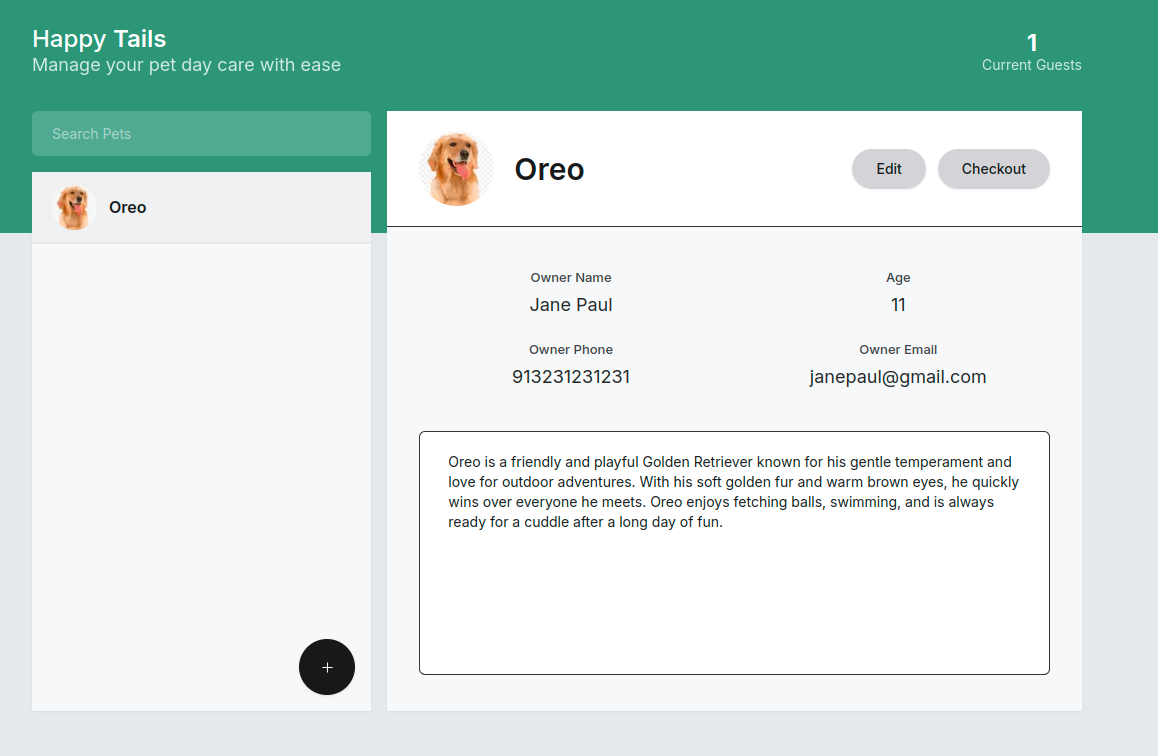 Happy Tails
Manage your pet day care with ease
1
Current Guests
Search Pets
Oreo
Oreo
Edit
Checkout
Owner Name
Jane Paul
Age
11
Owner Phone
913231231231
Owner Email
janepaul@gmail.com
Oreo is a friendly and playful Golden Retriever known for his gentle temperament and
love for outdoor adventures. With his soft golden fur and warm brown eyes, he quickly
wins over everyone he meets. Oreo enjoys fetching balls, swimming, and is always
ready for a cuddle after a long day of fun.
+